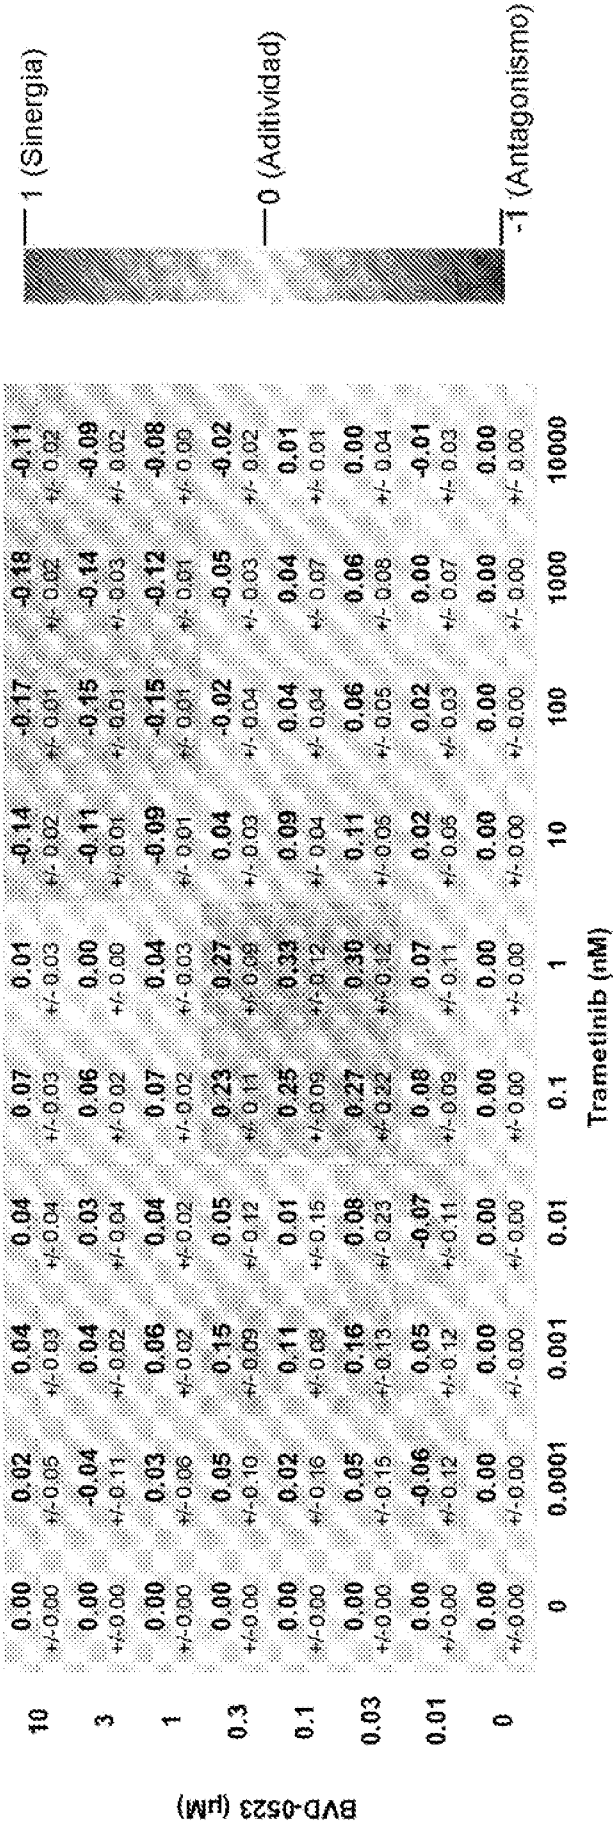 1 (Sinergia)
0 (Aditividad)
-1 (Antagonismo)
BVD-0523 (µM)
10 0.00 0.02 0.04 0.04 0.07 0.01 -0.14 -0.17 -0.18 -0.11
+/-0.00 +/-0.05 +/-0.03 +/-0.04 +/-0.03 +/-0.03 +/-0.02 +/-0.01 +/-0.02 +/-0.02
3 0.00 -0.04 0.04 0.03 0.06 0.00 -0.11 -0.15 -0.14 -0.09
+/-0.00 +/-0.11 +/-0.02 +/-0.04 +/-0.02 +/-0.00 +/-0.01 +/-0.01 +/-0.03 +/-0.02
1 0.00 0.03 0.06 0.04 0.07 0.04 -0.09 -0.15 -0.12 -0.08
+/-0.00 +/-0.06 +/-0.02 +/-0.02 +/-0.02 +/-0.03 +/-0.01 +/-0.01 +/-0.01 +/-0.00
0.3 0.00 0.05 0.15 0.05 0.23 0.27 0.04 -0.02 -0.05 -0.02
+/-0.00 +/-0.10 +/-0.09 +/-0.12 +/-0.11 +/-0.09 +/-0.03 +/-0.04 +/-0.03 +/-0.02
0.1 0.00 0.02 0.11 0.01 0.25 0.33 0.09 0.04 0.04 0.01
+/-0.00 +/-0.16 +/-0.08 +/-0.15 +/-0.09 +/-0.12 +/-0.04 +/-0.04 +/-0.07 +/-0.01
0.03 0.00 0.05 0.16 0.08 0.27 0.30 0.11 0.06 0.06 0.00
+/-0.00 +/-0.15 +/-0.13 +/-0.23 +/-0.22 +/-0.12 +/-0.05 +/-0.05 +/-0.08 +/-0.04
0.01 0.00 -0.06 0.05 -0.07 0.08 0.07 0.02 0.02 0.00 -0.01
+/-0.00 +/-0.12 +/-0.12 +/-0.11 +/-0.09 +/-0.11 +/-0.05 +/-0.03 +/-0.07 +/-0.03
0 0.00 0.00 0.00 0.00 0.00 0.00 0.00 0.00 0.00 0.00
+/-0.00 +/-0.00 +/-0.00 +/-0.00 +/-0.00 +/-0.00 +/-0.00 +/-0.00 +/-0.00 +/-0.00
0 0.0001 0.001 0.01 0.1 1 10 100 1000 10000
Trametinib (nM)